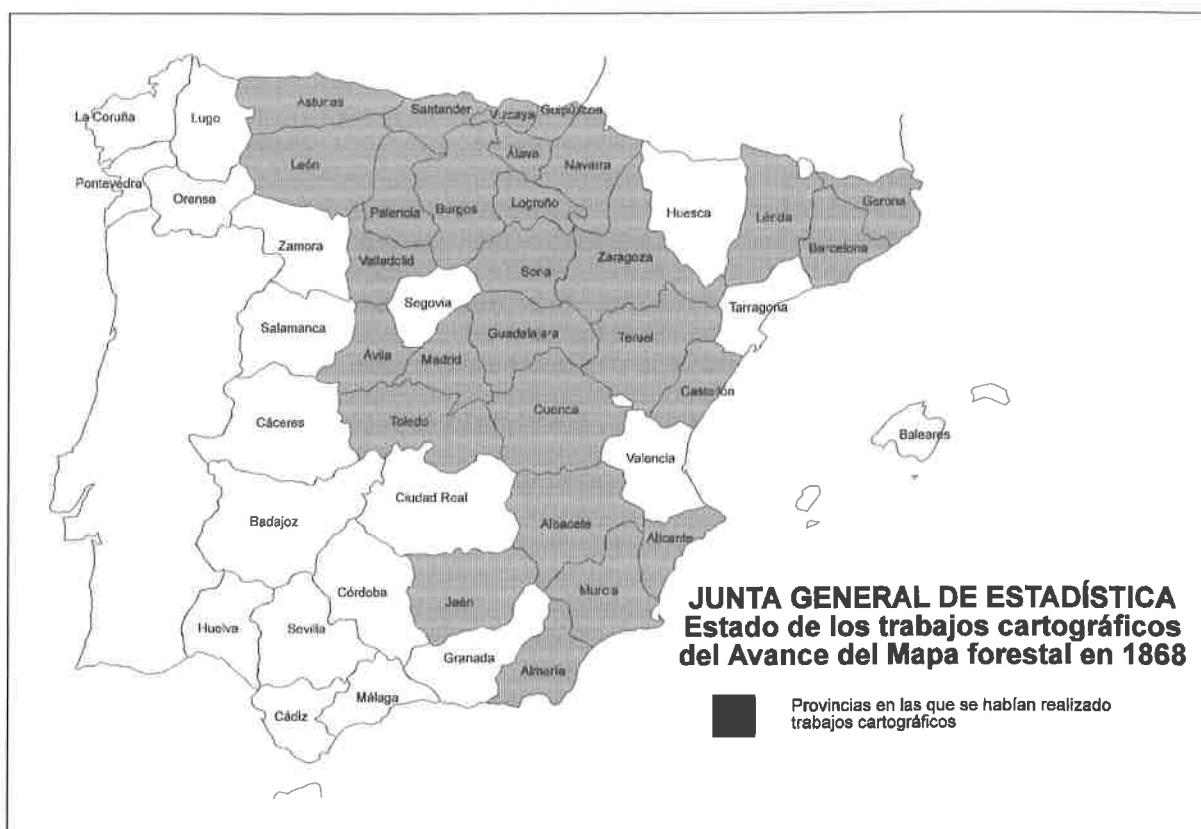 Asturias
Santander
Vizcaya
Guipúzcoa
La Coruña
Lugo
León
Álava
Navarra
Pontevedra
Orense
Palencia
Burgos
Logroño
Huesca
Lérida
Gerona
Zamora
Valladolid
Soria
Zaragoza
Barcelona
Segovia
Tarragona
Salamanca
Guadalajara
Teruel
Ávila
Madrid
Castellón
Cáceres
Toledo
Cuenca
Baleares
Valencia
Ciudad Real
Badajoz
Albacete
Alicante
Córdoba
Jaén
Murcia
Huelva
Sevilla
Granada
Almería
Málaga
Cádiz
JUNTA GENERAL DE ESTADÍSTICA
Estado de los trabajos cartográficos
del Avance del Mapa forestal en 1868
Provincias en las que se habían realizado
trabajos cartográficos